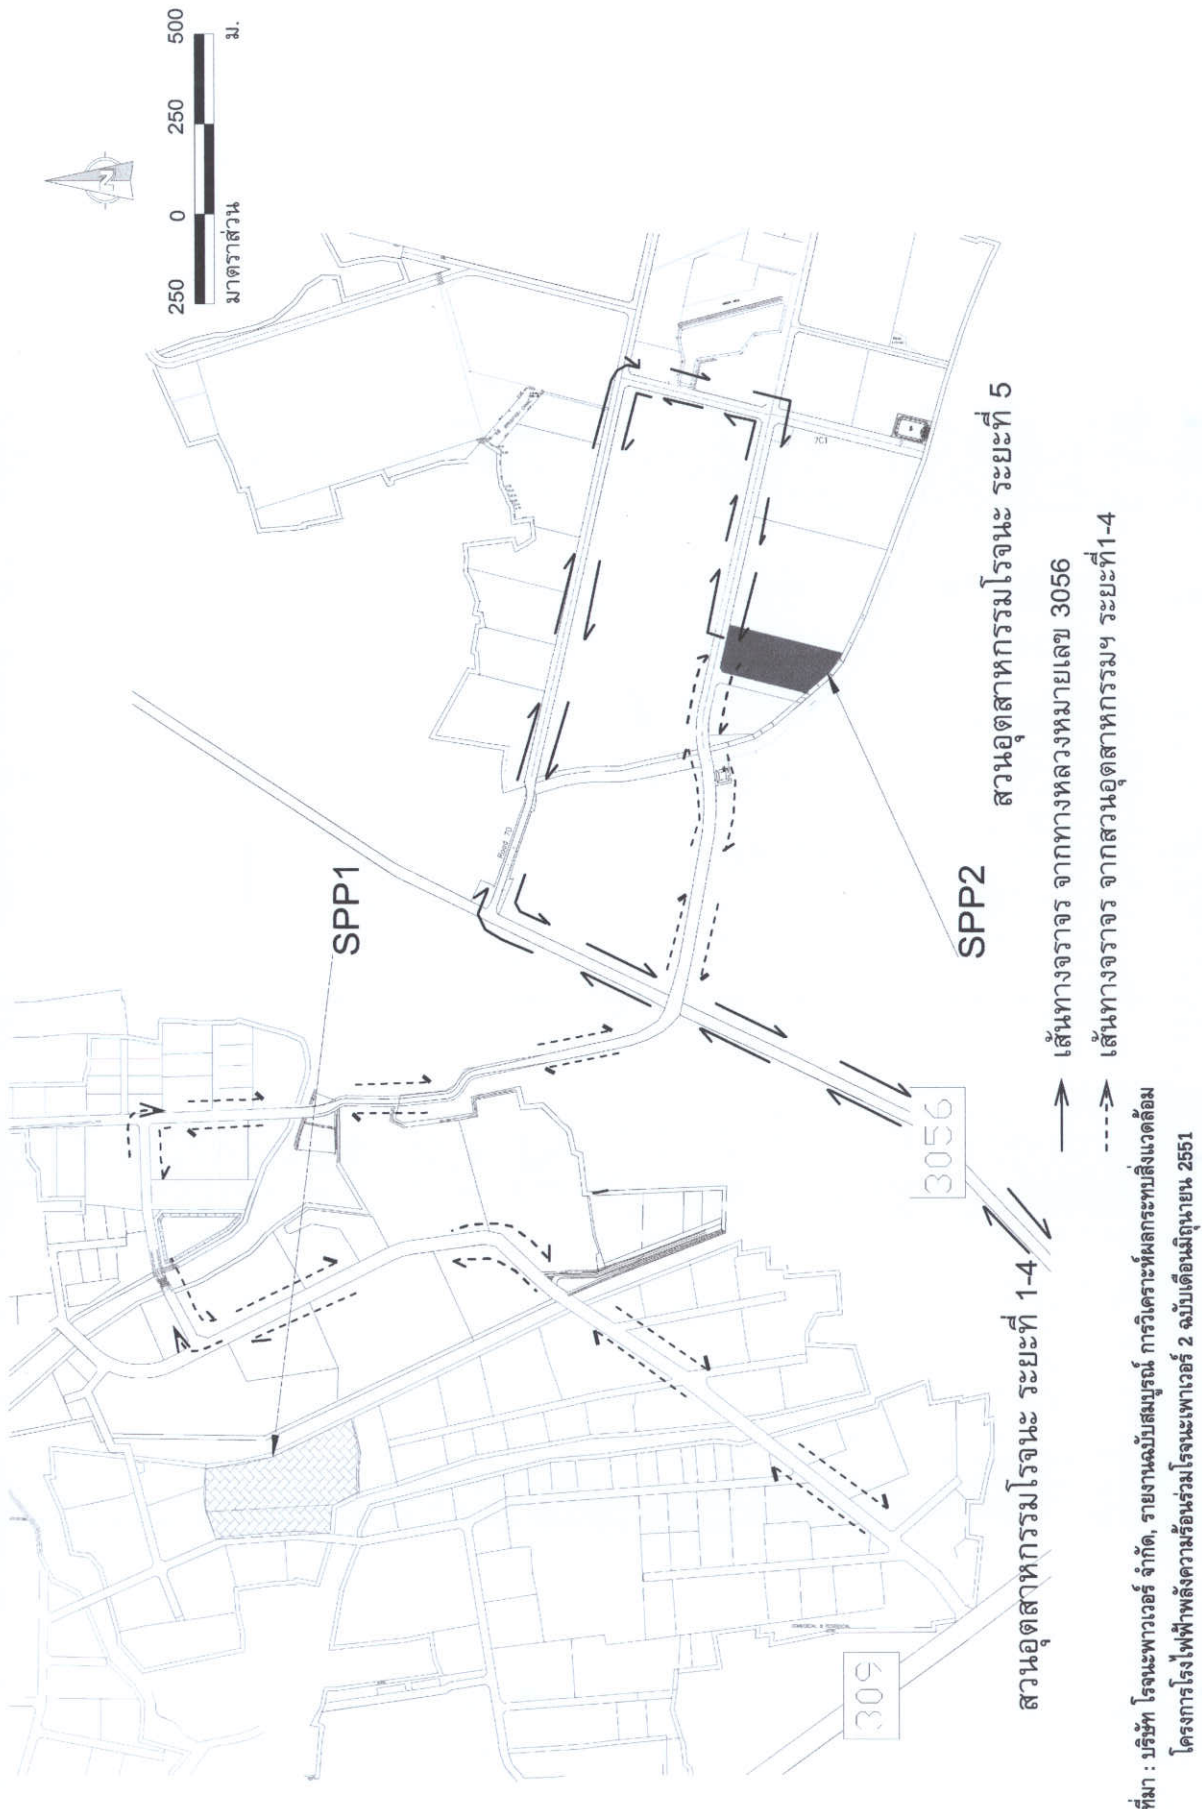 N
250 0 250 500
มาตราส่วน ม.
SPP1
Road 70
สวนอุตสาหกรรมโรจนะ ระยะที่ 5
SPP2
3056
309
สวนอุตสาหกรรมโรจนะ ระยะที่ 1-4
เส้นทางจราจร จากทางหลวงหมายเลข 3056
เส้นทางจราจร จากสวนอุตสาหกรรมฯ ระยะที่1-4
ที่มา : บริษัท โรจนะพาวเวอร์ จำกัด, รายงานฉบับสมบูรณ์ การวิเคราะห์ผลกระทบสิ่งแวดล้อม
โครงการโรงไฟฟ้าพลังความร้อนร่วมโรจนะเพาเวอร์ 2 ฉบับเดือนมิถุนายน 2551